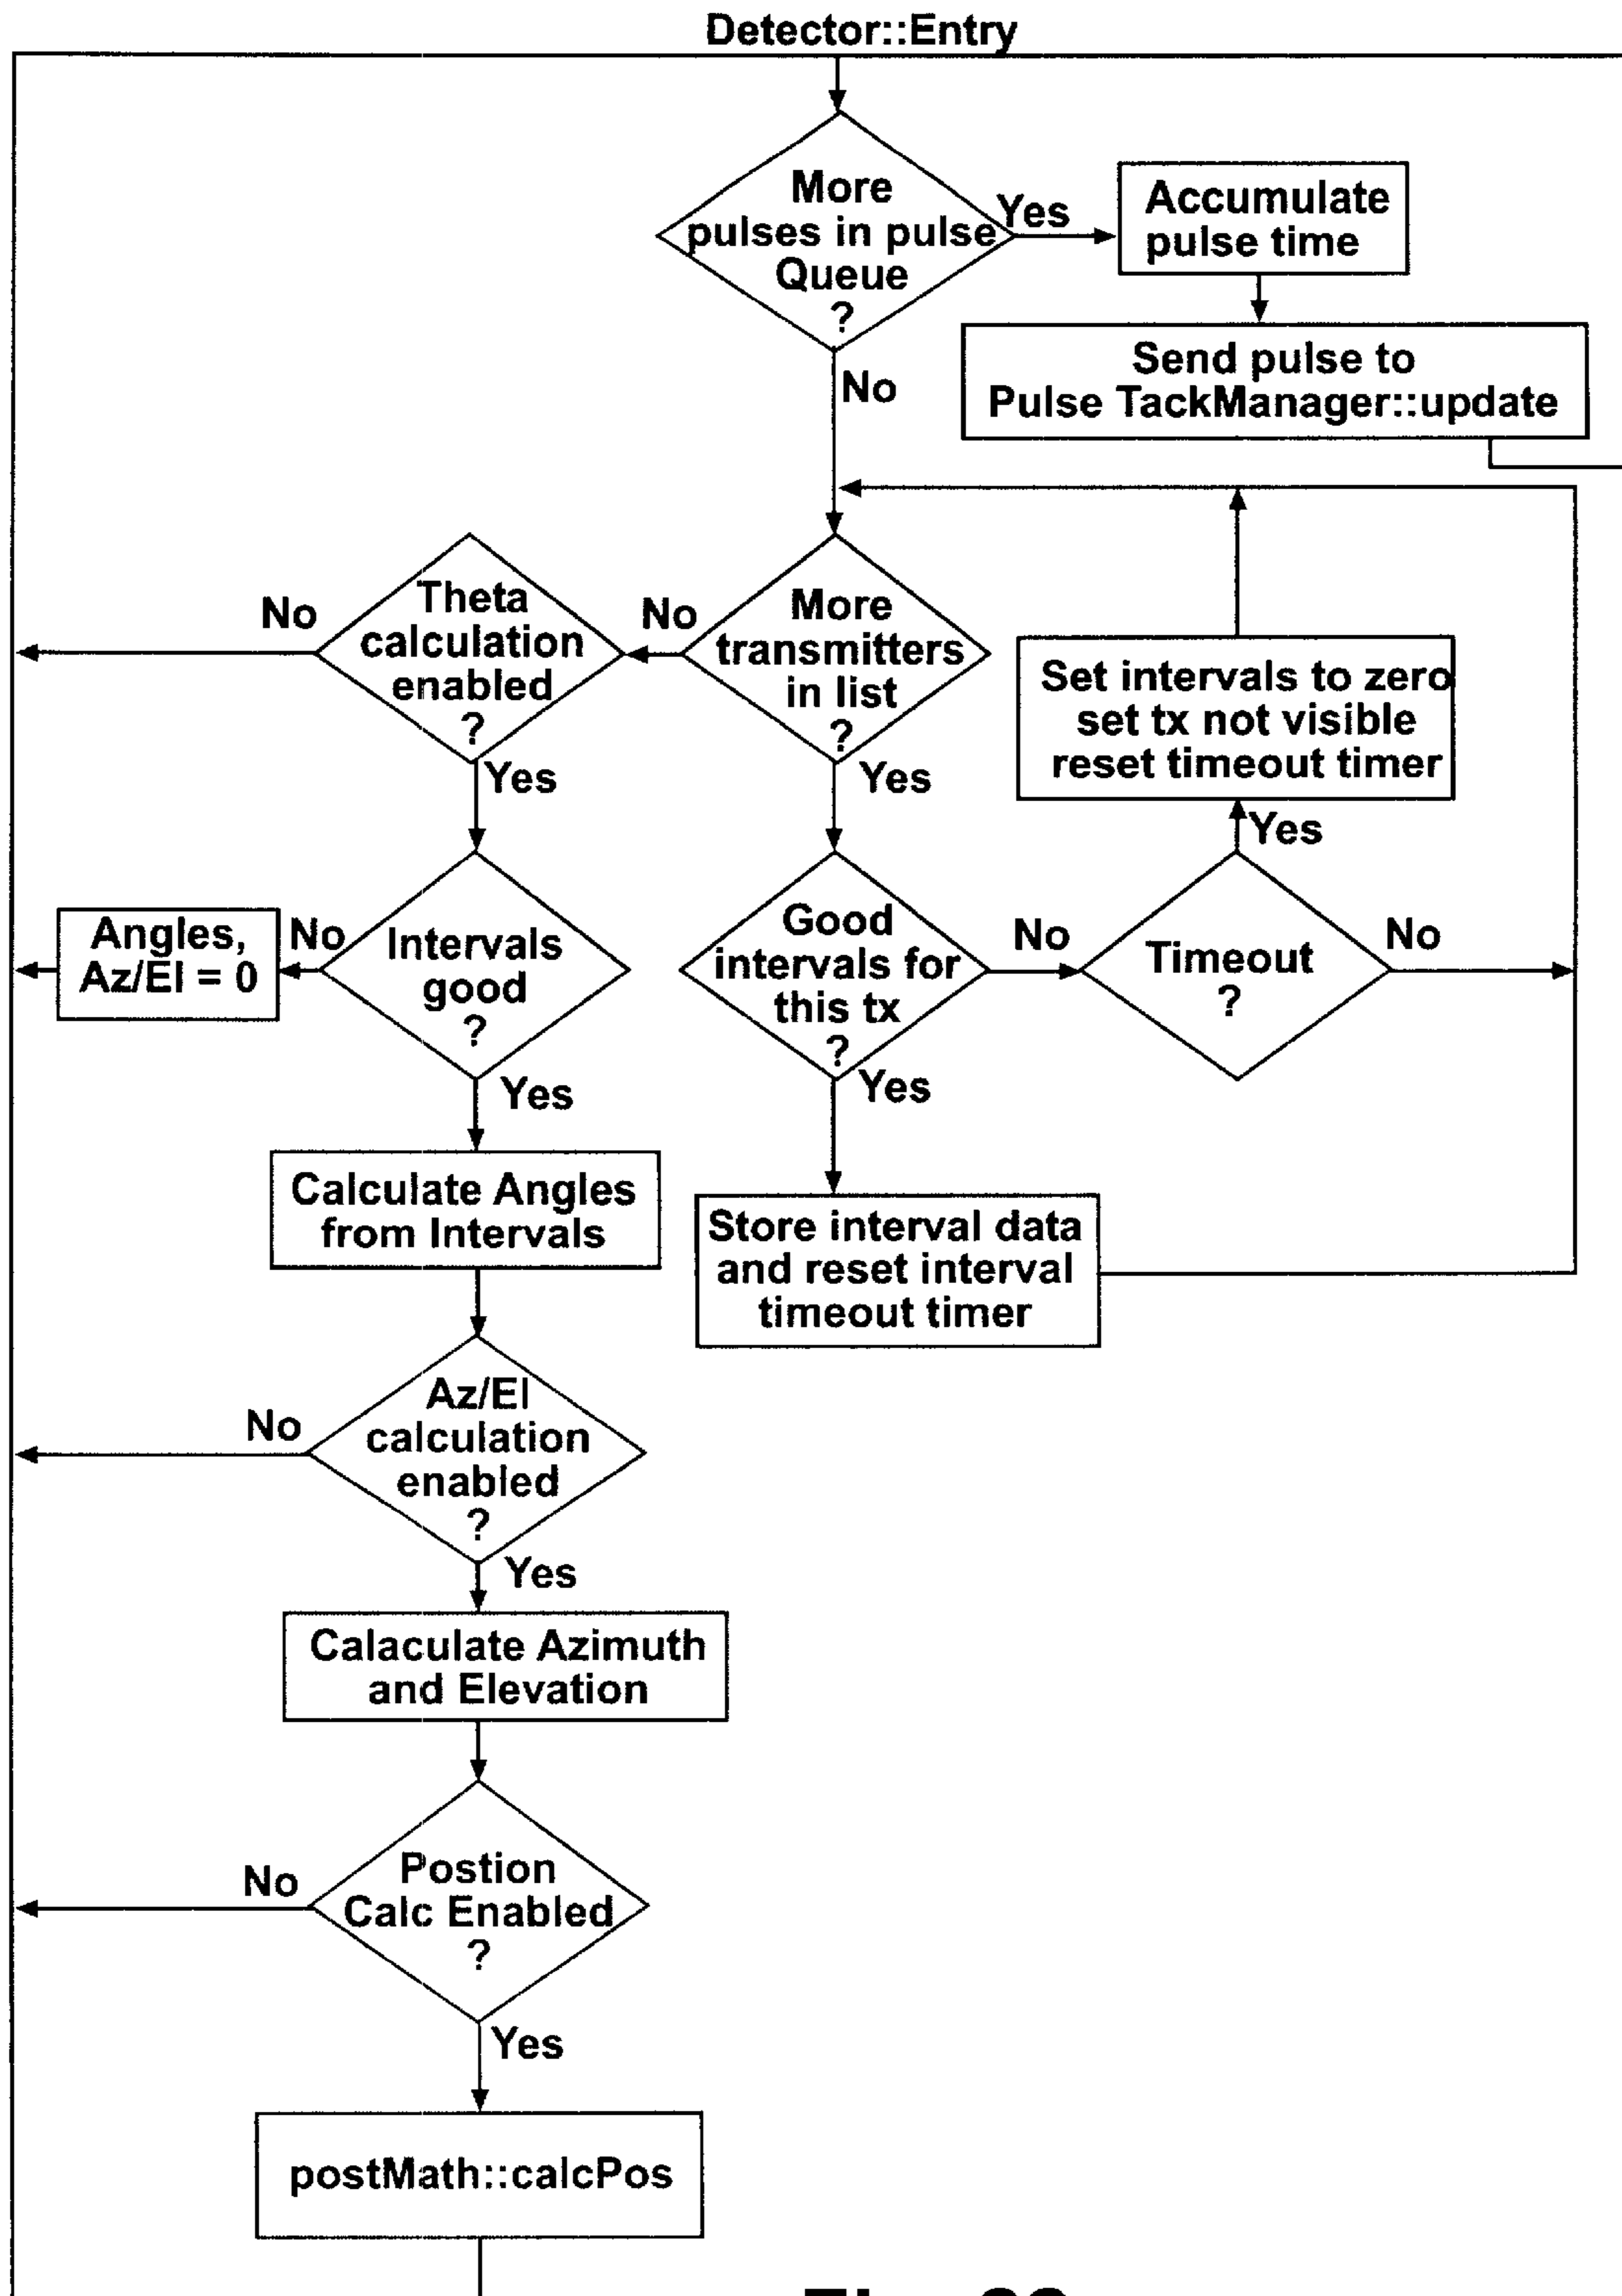 Detector::Entry
More
pulses in pulse
Queue
?
Yes
Accumulate
pulse time
Send pulse to
Pulse TackManager::update
No
Theta
calculation
enabled
?
No
Yes
More
transmitters
in list
?
No
Yes
Set intervals to zero
set tx not visible
reset timeout timer
Yes
Angles,
Az/El = 0
No
Intervals
good
?
Yes
Good
intervals for
this tx
?
No
Yes
Timeout
?
No
Calculate Angles
from Intervals
Store interval data
and reset interval
timeout timer
Az/El
calculation
enabled
?
No
Yes
Calaculate Azimuth
and Elevation
Postion
Calc Enabled
?
No
Yes
postMath::calcPos